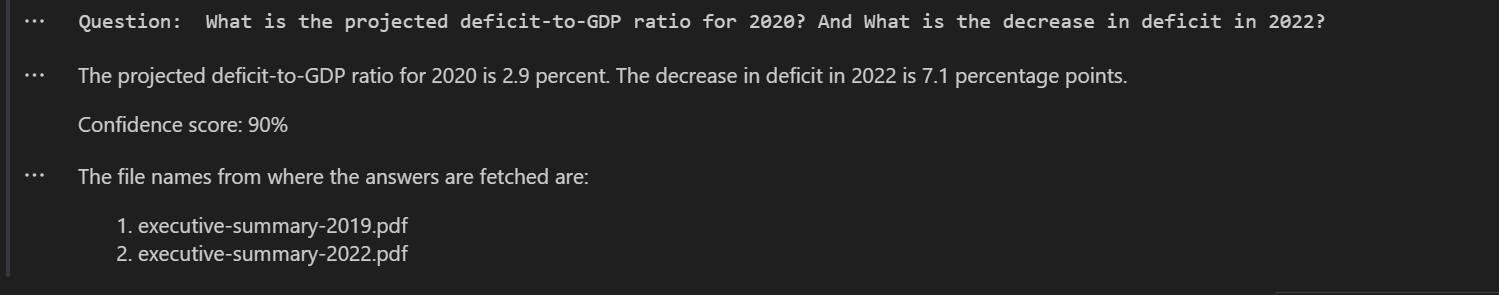 ... Question:  What is the projected deficit-to-GDP ratio for 2020? And What is the decrease in deficit in 2022?
... The projected deficit-to-GDP ratio for 2020 is 2.9 percent. The decrease in deficit in 2022 is 7.1 percentage points.
Confidence score: 90%
... The file names from where the answers are fetched are:
1. executive-summary-2019.pdf
2. executive-summary-2022.pdf